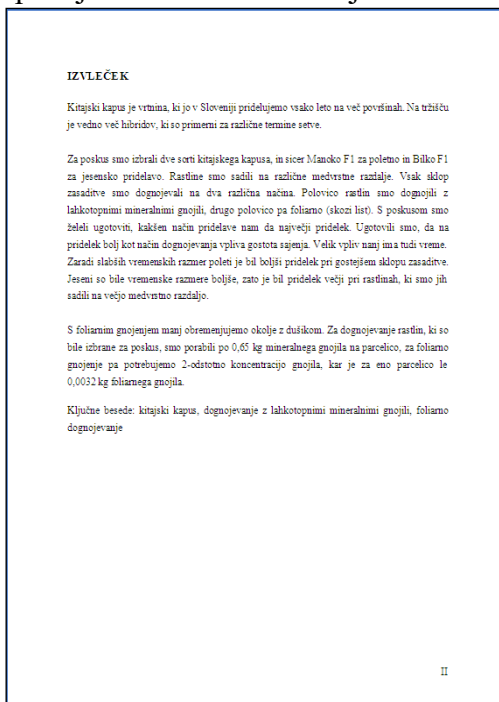 IZVLEČEK
Kitajski kapus je vrtnina, ki jo v Sloveniji pridelujemo vsako leto na več površinah. Na tržišču
je vedno več hibridov, ki so primerni za različne termine setve.
Za poskus smo izbrali dve sorti kitajskega kapusa, in sicer Manoko F1 za poletno in Bilko F1
za jesensko pridelavo. Rastline smo sadili na različne medvrstne razdalje. Vsak sklop
zasaditve smo dognojevali na dva različna načina. Polovico rastlin smo dognojili z
lahkotopnimi mineralnimi gnojili, drugo polovico pa foliarno (skozi list). S poskusom smo
želeli ugotoviti, kakšen način pridelave nam da največji pridelek. Ugotovili smo, da na
pridelek bolj kot način dognojevanja vpliva gostota sajenja. Velik vpliv nanj ima tudi vreme.
Zaradi slabših vremenskih razmer poleti je bil boljši pridelek pri gostejšem sklopu zasaditve.
Jeseni so bile vremenske razmere boljše, zato je bil pridelek večji pri rastlinah, ki smo jih
sadili na večjo medvrstno razdaljo.
S foliarnim gnojenjem manj obremenjujemo okolje z dušikom. Za dognojevanje rastlin, ki so
bile izbrane za poskus, smo porabili po 0,65 kg mineralnega gnojila na parcelico, za foliarno
gnojenje pa potrebujemo 2-odstotno koncentracijo gnojila, kar je za eno parcelico le
0,0032 kg foliarnega gnojila.
Ključne besede: kitajski kapus, dognojevanje z lahkotopnimi mineralnimi gnojili, foliarno
dognojevanje
II